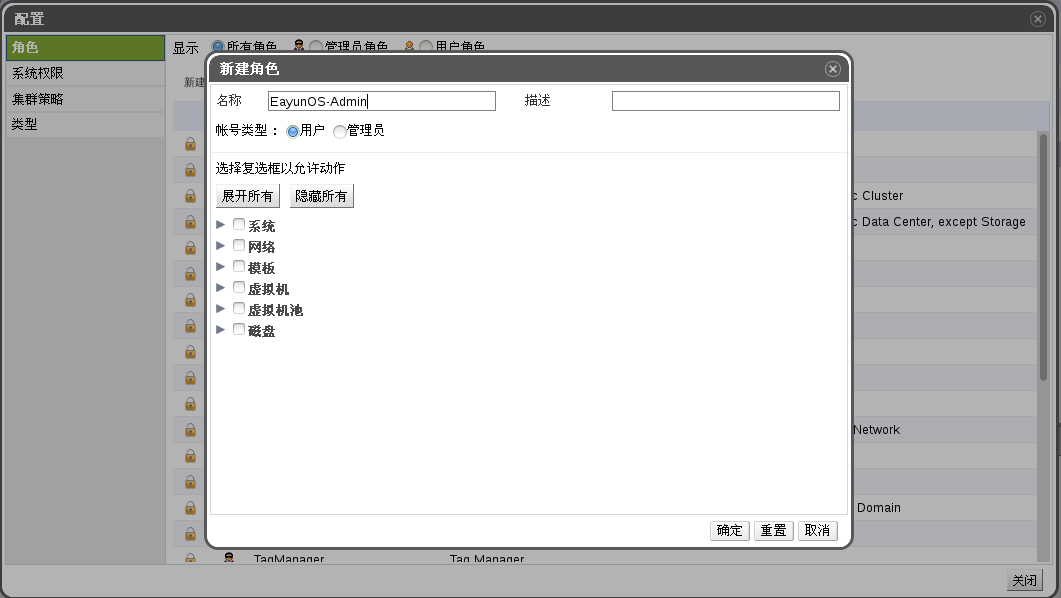 配置
角色
系统权限
集群策略
类型
显示 所有角色 管理员角色 用户角色
新建
新建角色
名称 EayunOS-Admin 描述
帐号类型： 用户 管理员
选择复选框以允许动作
展开所有 隐藏所有
系统
网络
模板
虚拟机
虚拟机池
磁盘
确定 重置 取消
c Cluster
c Data Center, except Storage
Network
Domain
TagManager Tag Manager
关闭